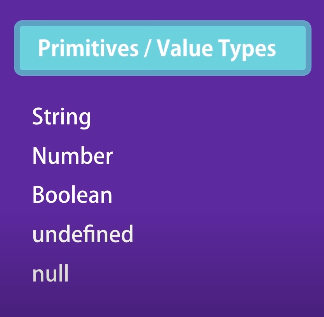 Primitives / Value Types
String
Number
Boolean
undefined
null